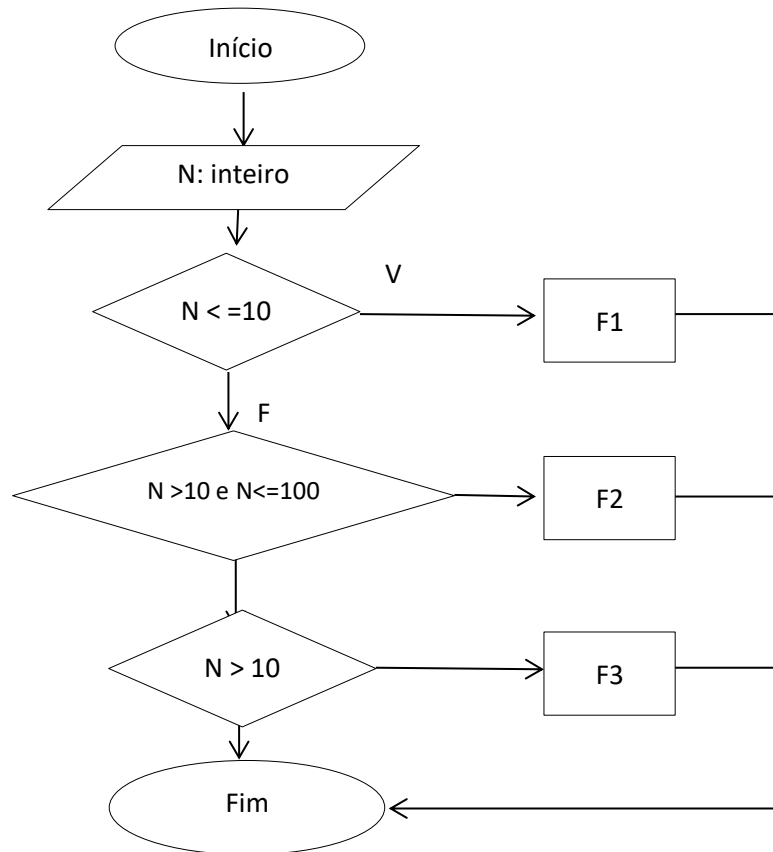 Início
N: inteiro
V
N < =10
F1
F
N >10 e N<=100
F2
N > 10
F3
Fim